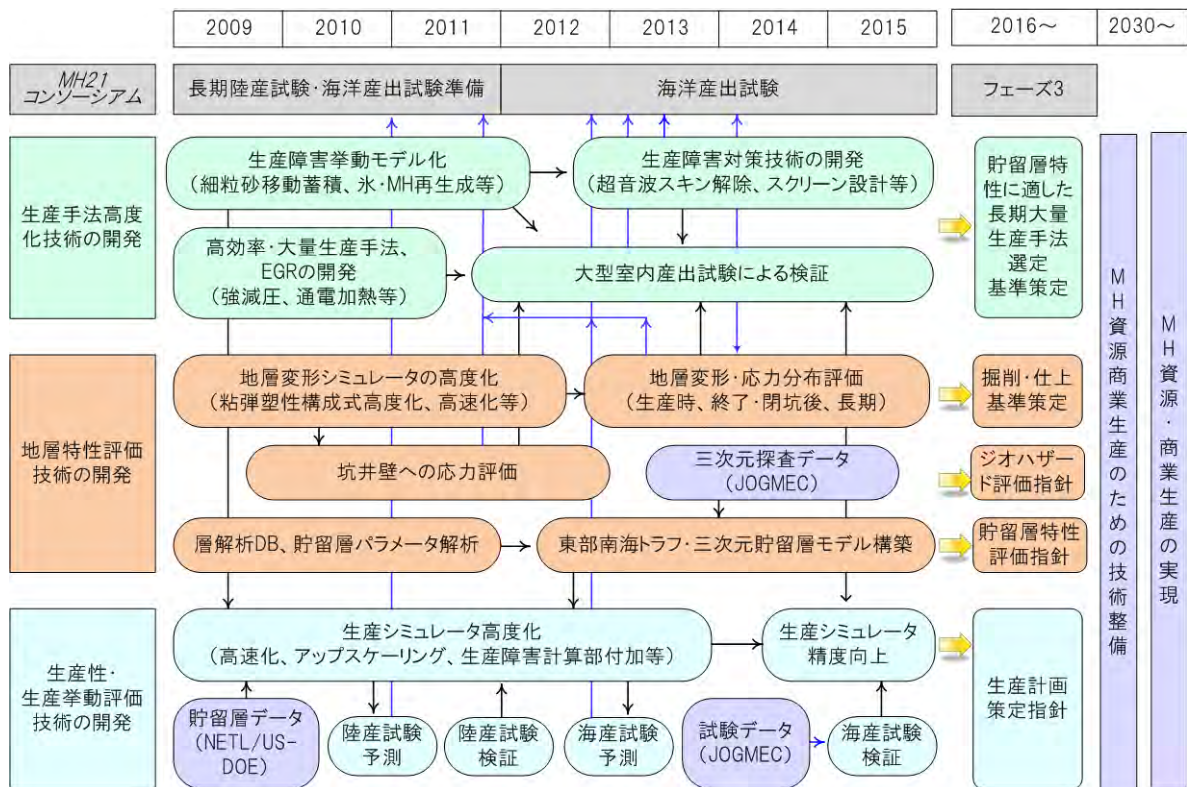 2009 2010 2011 2012 2013 2014 2015 2016～ 2030～
MH21
コンソーシアム
長期陸産試験・海洋産出試験準備
海洋産出試験
フェーズ3
生産手法高度
化技術の開発
生産障害挙動モデル化
(細粒砂移動蓄積、氷・MH再生成等)
生産障害対策技術の開発
(超音波スキン解除、スクリーン設計等)
高効率・大量生産手法、
EGRの開発
(強減圧、通電加熱等)
大型室内産出試験による検証
貯留層特
性に適した
長期大量
生産手法
選定
基準策定
地層特性評価
技術の開発
地層変形シミュレータの高度化
(粘弾塑性構成式高度化、高速化等)
地層変形・応力分布評価
(生産時、終了・閉坑後、長期)
掘削・仕上
基準策定
坑井壁への応力評価
三次元探査データ
(JOGMEC)
ジオハザー
ド評価指針
層解析DB、貯留層パラメータ解析
東部南海トラフ・三次元貯留層モデル構築
貯留層特性
評価指針
生産性・
生産挙動評価
技術の開発
生産シミュレータ高度化
(高速化、アップスケーリング、生産障害計算部付加等)
生産シミュレータ
精度向上
貯留層データ
(NETL/US-
DOE)
陸産試験
予測
陸産試験
検証
海産試験
予測
試験データ
(JOGMEC)
海産試験
検証
生産計画
策定指針
MH資源商業生産のための技術整備
MH資源・商業生産の実現